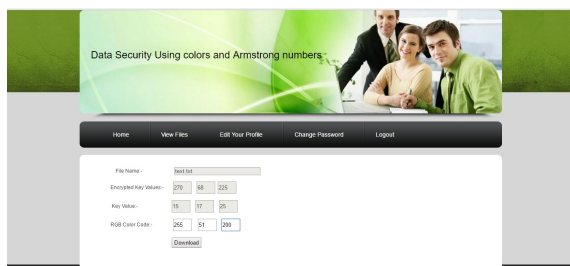 Data Security Using colors and Armstrong numbers
Home View Files Edit Your Profile Change Password Logout
File Name:- test.txt
Encrypted Key Values:- 270 68 225
Key Value:- 15 17 25
RGB Color Code:- 255 51 200
Download